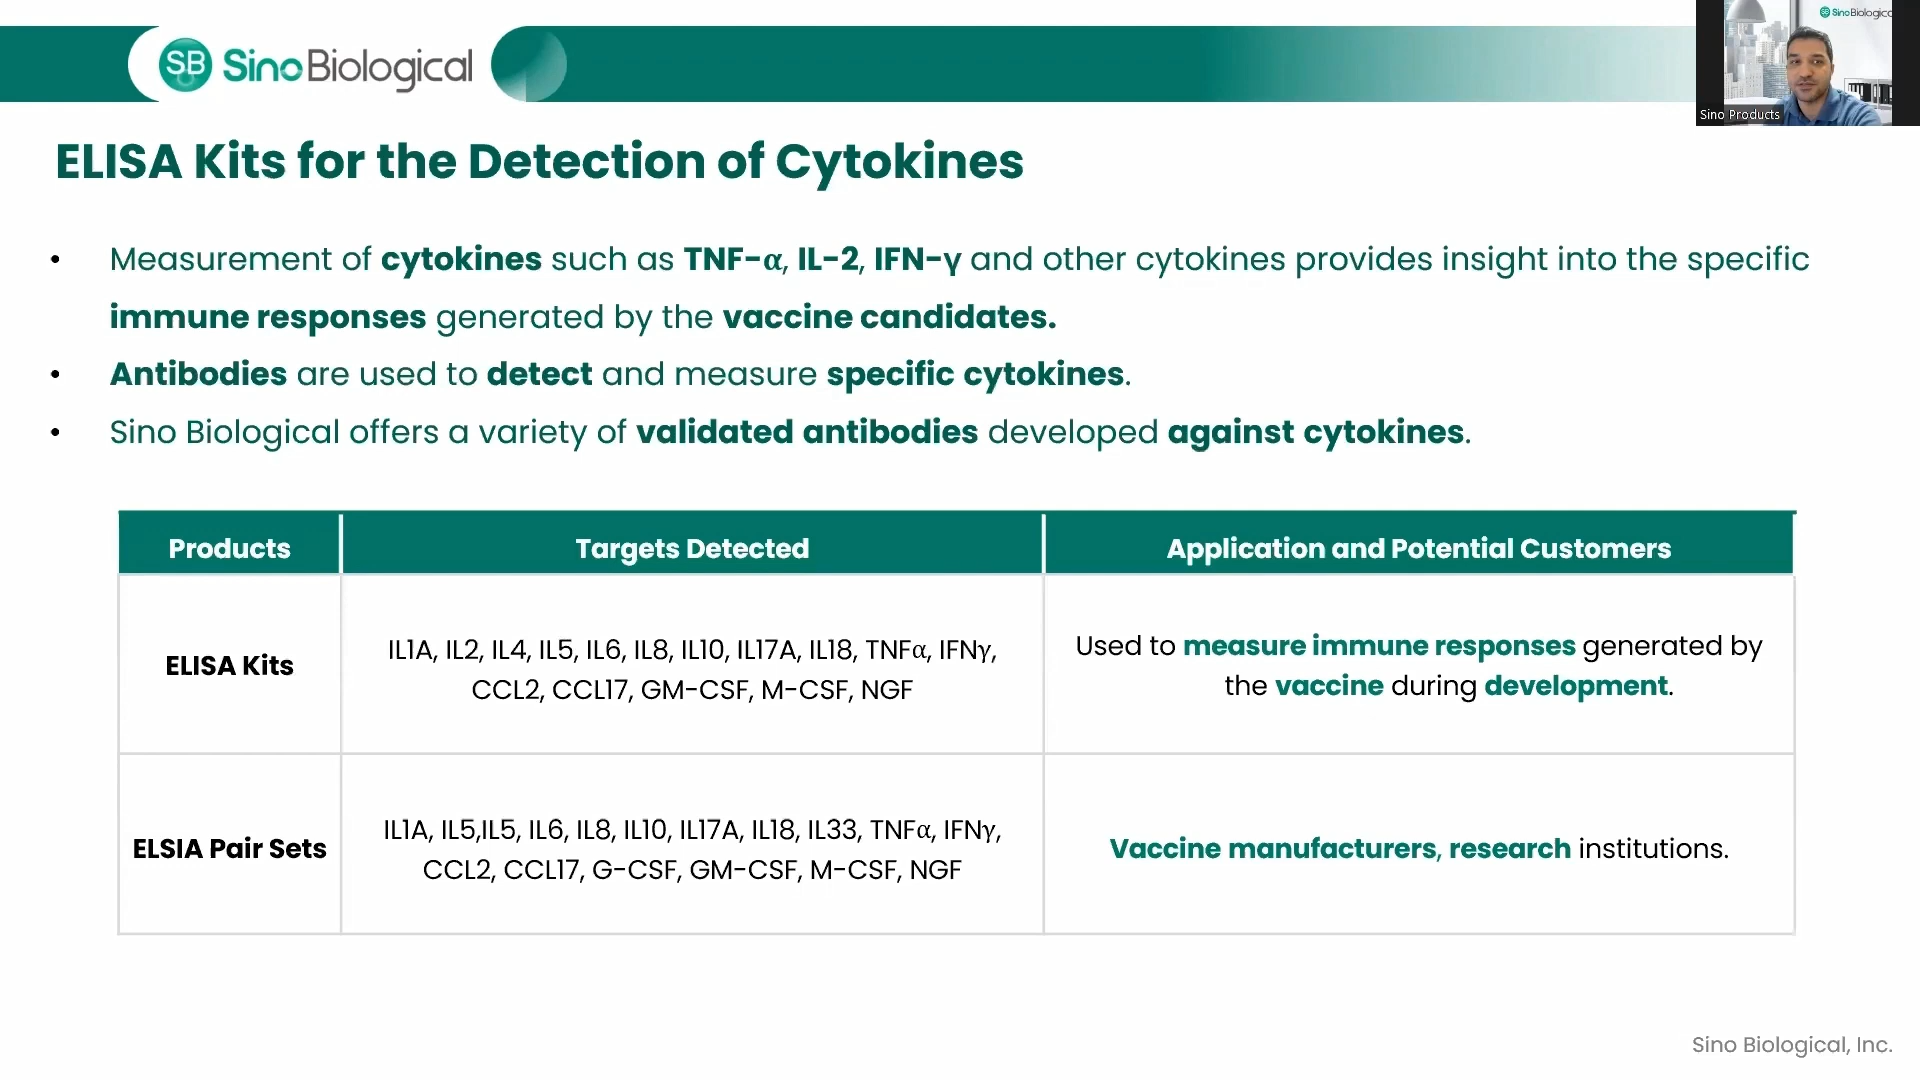 SB SinoBiological
SinoBiologic
Sino Products
ELISA Kits for the Detection of Cytokines
• Measurement of cytokines such as TNF-α, IL-2, IFN-γ and other cytokines provides insight into the specific
immune responses generated by the vaccine candidates.
• Antibodies are used to detect and measure specific cytokines.
• Sino Biological offers a variety of validated antibodies developed against cytokines.
Products Targets Detected Application and Potential Customers
ELISA Kits
IL1A, IL2, IL4, IL5, IL6, IL8, IL10, IL17A, IL18, TNFα, IFNγ,
CCL2, CCL17, GM-CSF, M-CSF, NGF
Used to measure immune responses generated by
the vaccine during development.
ELSIA Pair Sets
IL1A, IL5,IL5, IL6, IL8, IL10, IL17A, IL18, IL33, TNFα, IFNγ,
CCL2, CCL17, G-CSF, GM-CSF, M-CSF, NGF
Vaccine manufacturers, research institutions.
Sino Biological, Inc.